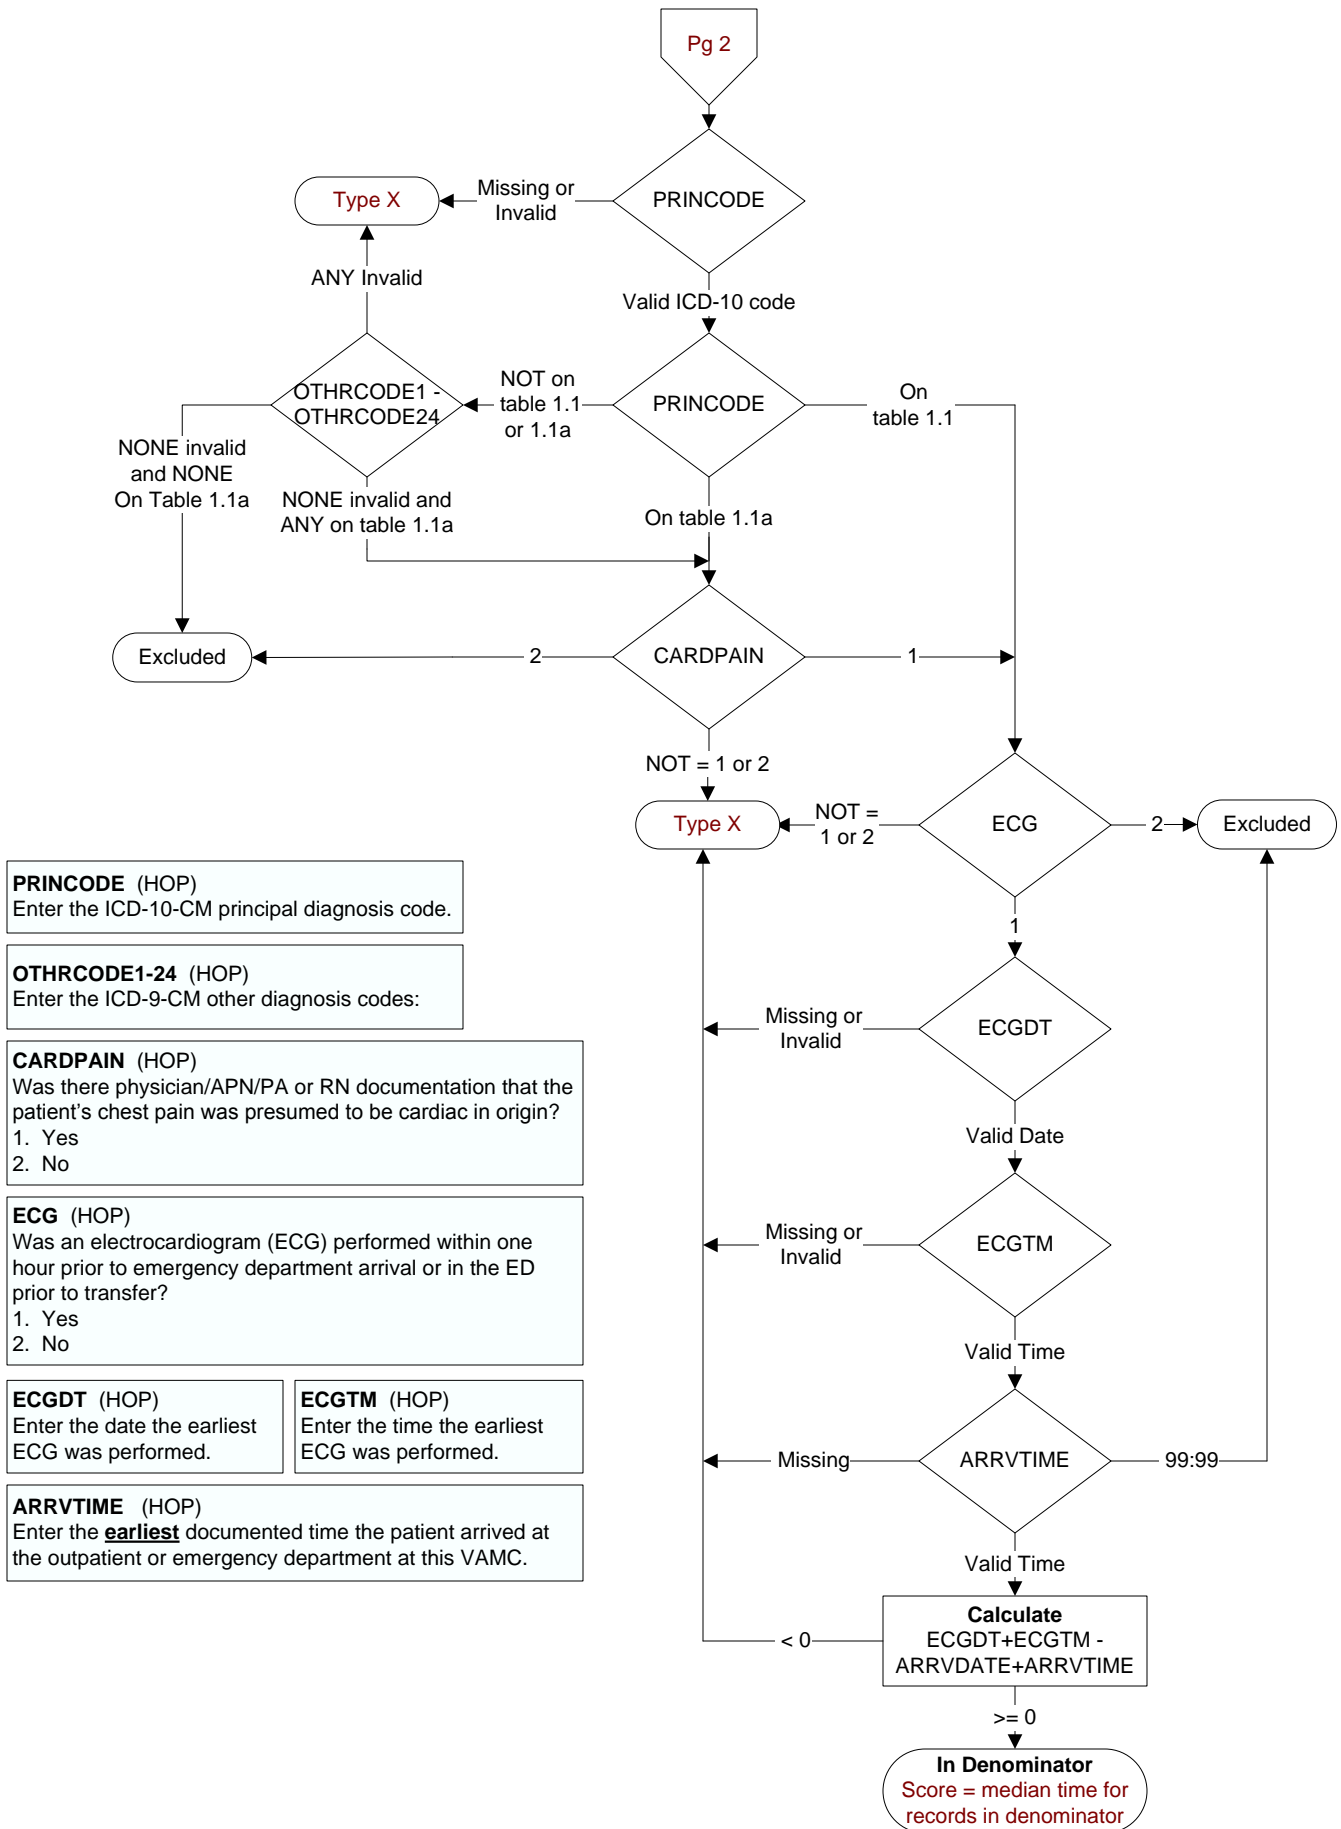 Pg 2
PRINCODE
Missing or
Invalid
Type X
ANY Invalid
Valid ICD-10 code
OTHRCODE1 -
OTHRCODE24
NOT on
table 1.1
or 1.1a
PRINCODE
On
table 1.1
NONE invalid
and NONE
On Table 1.1a
NONE invalid and
ANY on table 1.1a
On table 1.1a
Excluded
2
CARDPAIN
1
NOT = 1 or 2
Type X
NOT =
1 or 2
ECG
2
Excluded
1
PRINCODE (HOP)
Enter the ICD-10-CM principal diagnosis code.
OTHRCODE1-24 (HOP)
Enter the ICD-9-CM other diagnosis codes:
CARDPAIN (HOP)
Was there physician/APN/PA or RN documentation that the
patient's chest pain was presumed to be cardiac in origin?
1. Yes
2. No
ECG (HOP)
Was an electrocardiogram (ECG) performed within one
hour prior to emergency department arrival or in the ED
prior to transfer?
1. Yes
2. No
ECGDT (HOP)
Enter the date the earliest
ECG was performed.
ECGTM (HOP)
Enter the time the earliest
ECG was performed.
ARRVTIME (HOP)
Enter the earliest documented time the patient arrived at
the outpatient or emergency department at this VAMC.
Missing or
Invalid
ECGDT
Valid Date
Missing or
Invalid
ECGTM
Valid Time
Missing
ARRVTIME
99:99
Valid Time
Calculate
ECGDT+ECGTM -
ARRVDATE+ARRVTIME
< 0
>= 0
In Denominator
Score = median time for
records in denominator